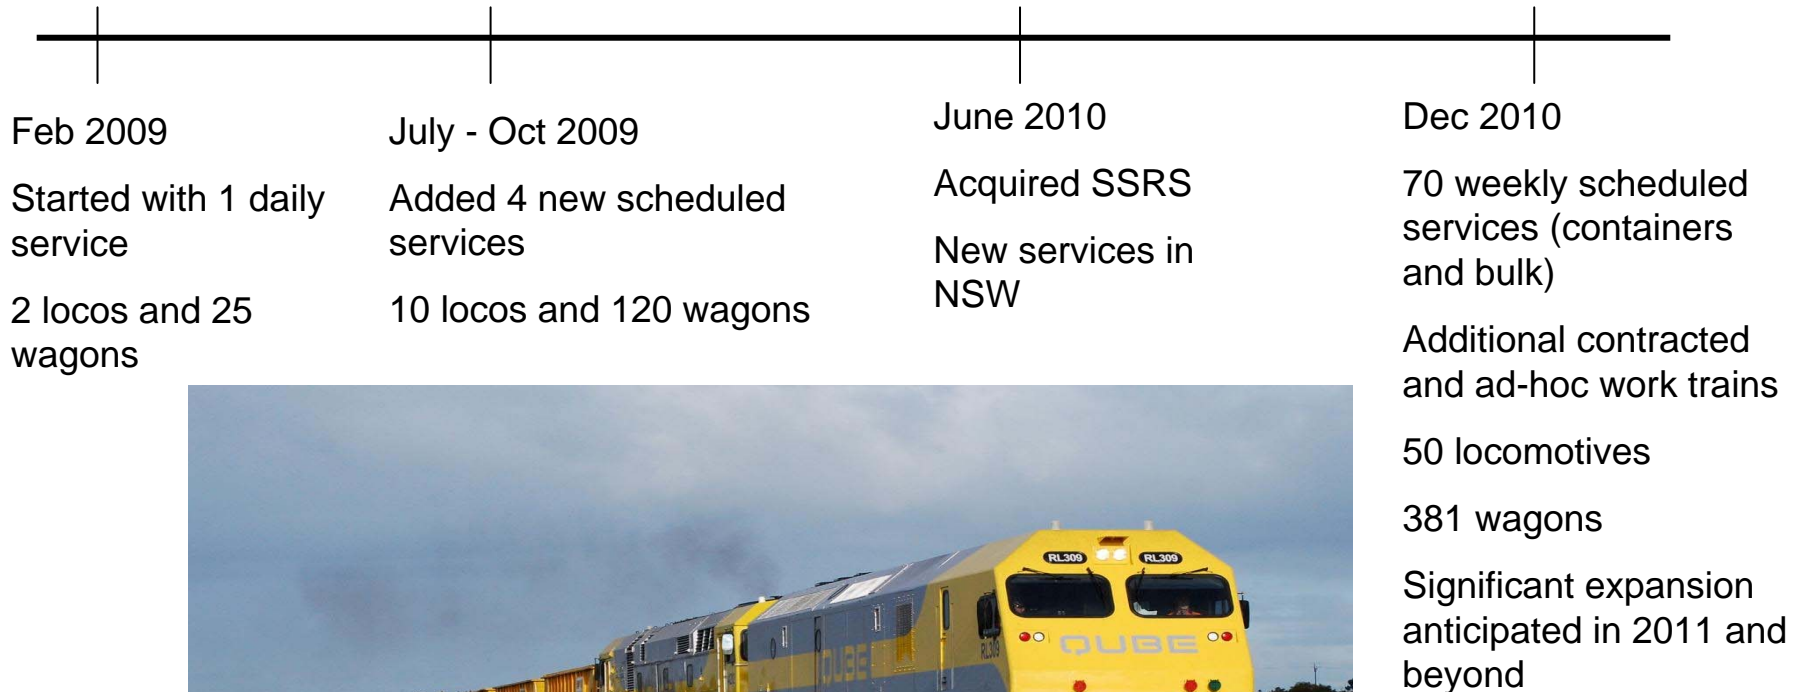 Feb 2009
Started with 1 daily
service
2 locos and 25
wagons
July - Oct 2009
Added 4 new scheduled
services
10 locos and 120 wagons
June 2010
Acquired SSRS
New services in
NSW
Dec 2010
70 weekly scheduled
services (containers
and bulk)
Additional contracted
and ad-hoc work trains
50 locomotives
381 wagons
Significant expansion
anticipated in 2011 and
beyond
RL309
RL309
QUBE
RL309
QUBE